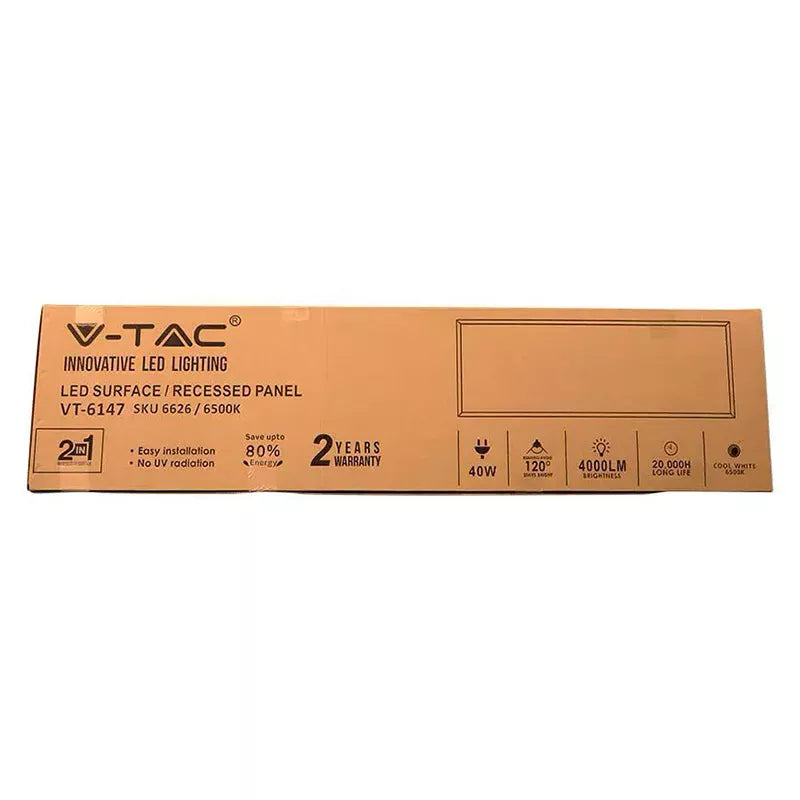 V-TAC®
INNOVATIVE LED LIGHTING
LED SURFACE / RECESSED PANEL
VT-6147 SKU 6626 / 6500K
2in1
• Easy installation
• No UV radiation
Save upto
80%
Energy
2 YEARS
WARRANTY
40W
120°
4000LM
BRIGHTNESS
20,000H
LONG LIFE
COOL WHITE
6500K